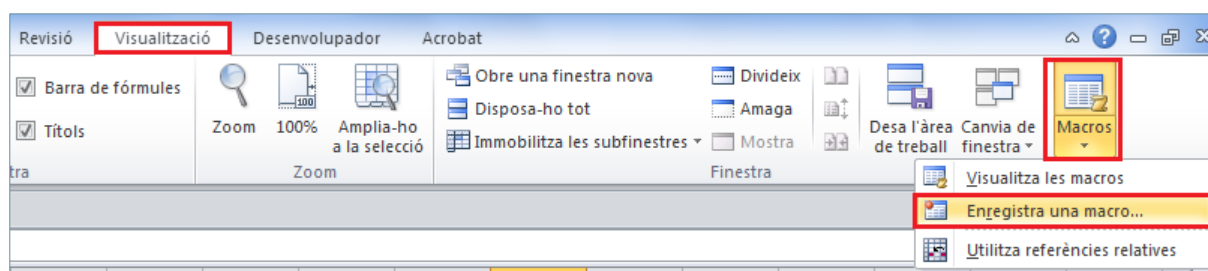 Revisió Visualització Desenvolupador Acrobat
Barra de fórmules
Títols
Zoom
100
100%
Amplia-ho
a la selecció
Zoom
Obre una finestra nova
Disposa-ho tot
Immobilitza les subfinestres
Divideix
Amaga
Mostra
Desa l'àrea
de treball
Canvia de
finestra
Finestra
Macros
Visualitza les macros
Enregistra una macro...
Utilitza referències relatives